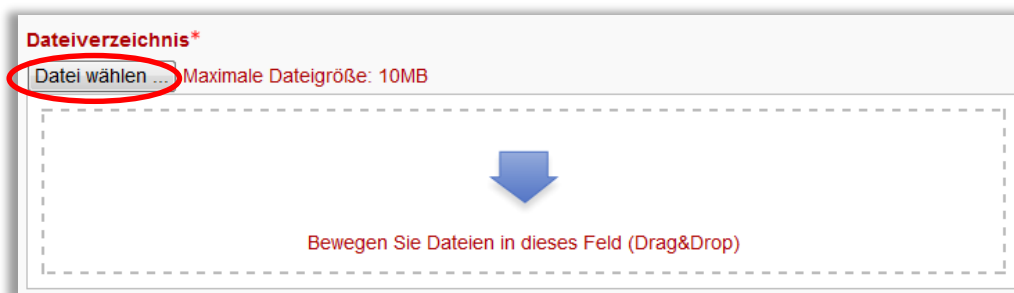 Dateiverzeichnis*
Datei wählen ... Maximale Dateigröße: 10MB
Bewegen Sie Dateien in dieses Feld (Drag&Drop)